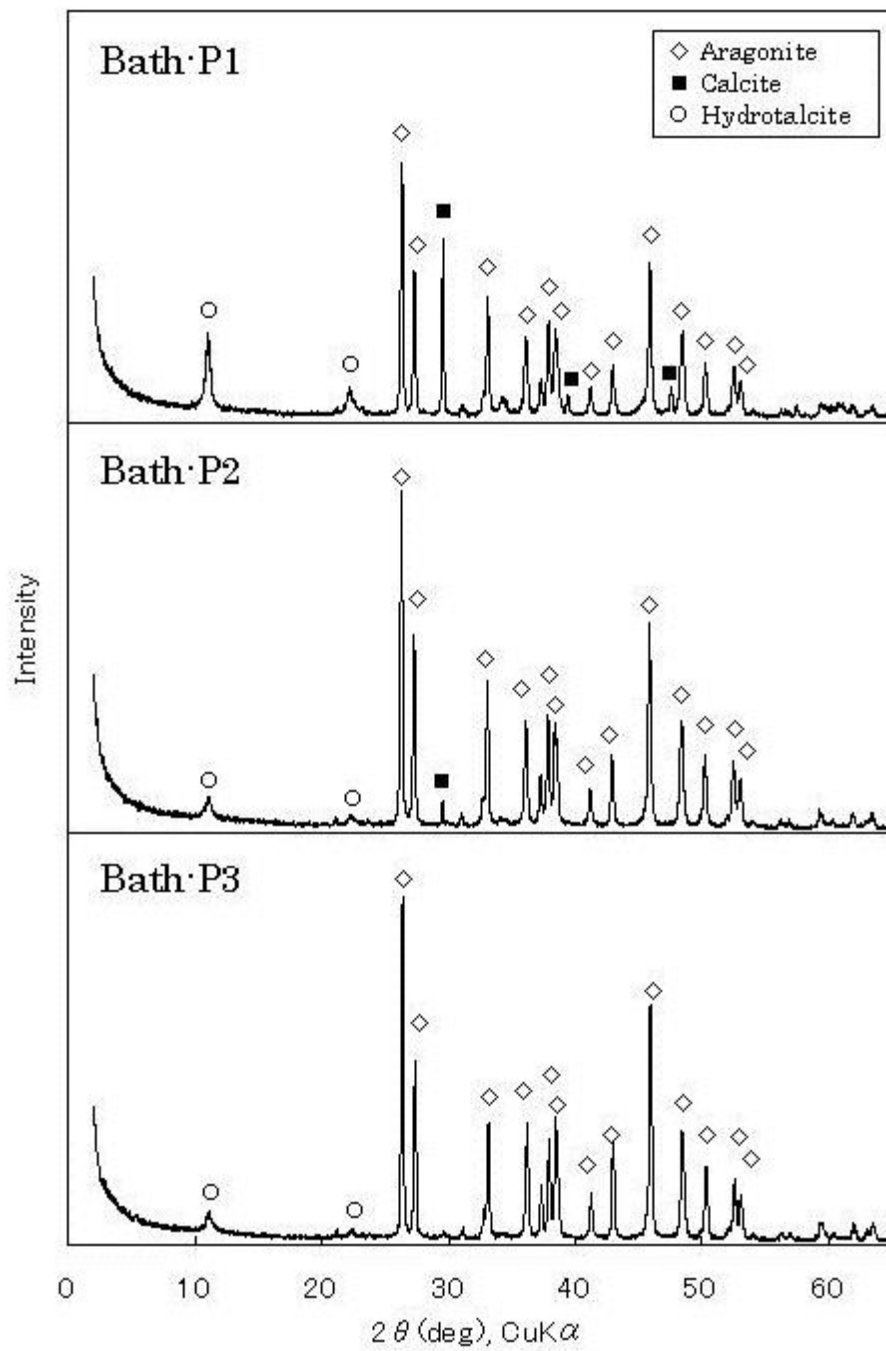 Bath·P1
◇ Aragonite
■ Calcite
○ Hydrotalcite
Bath·P2
Intensity
Bath·P3
0 10 20 30 40 50 60
2θ (deg), CuKα